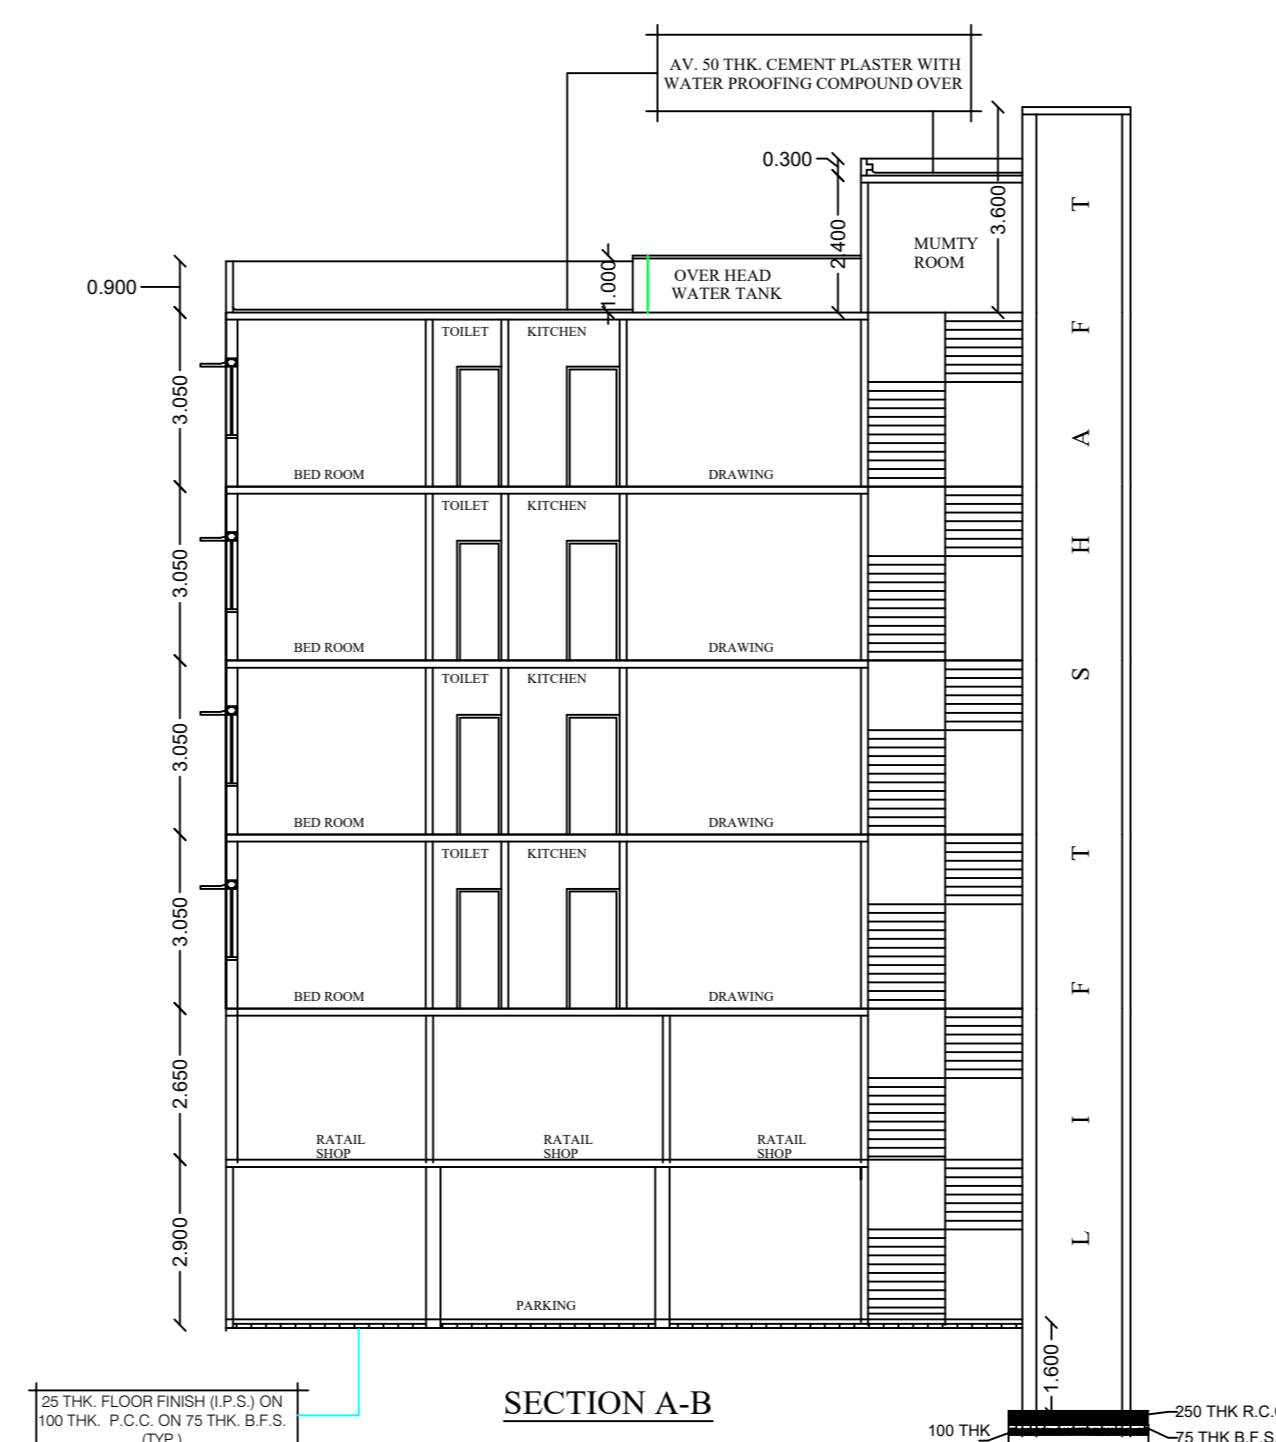 AV. 50 THK. CEMENT PLASTER WITH
WATER PROOFING COMPOUND OVER
0.300
3.600
2.400
MUMTY
ROOM
0.900
1.000
OVER HEAD
WATER TANK
TOILET KITCHEN
3.050
BED ROOM DRAWING
TOILET KITCHEN
3.050
BED ROOM DRAWING
TOILET KITCHEN
3.050
BED ROOM DRAWING
TOILET KITCHEN
3.050
BED ROOM DRAWING
2.650
RATAIL
SHOP
RATAIL
SHOP
RATAIL
SHOP
2.900
PARKING
LIFT SHAFT
1.600
25 THK. FLOOR FINISH (I.P.S.) ON
100 THK. P.C.C. ON 75 THK. B.F.S.
(TYP.)
SECTION A-B
100 THK
250 THK R.C.
75 THK B.F.S.